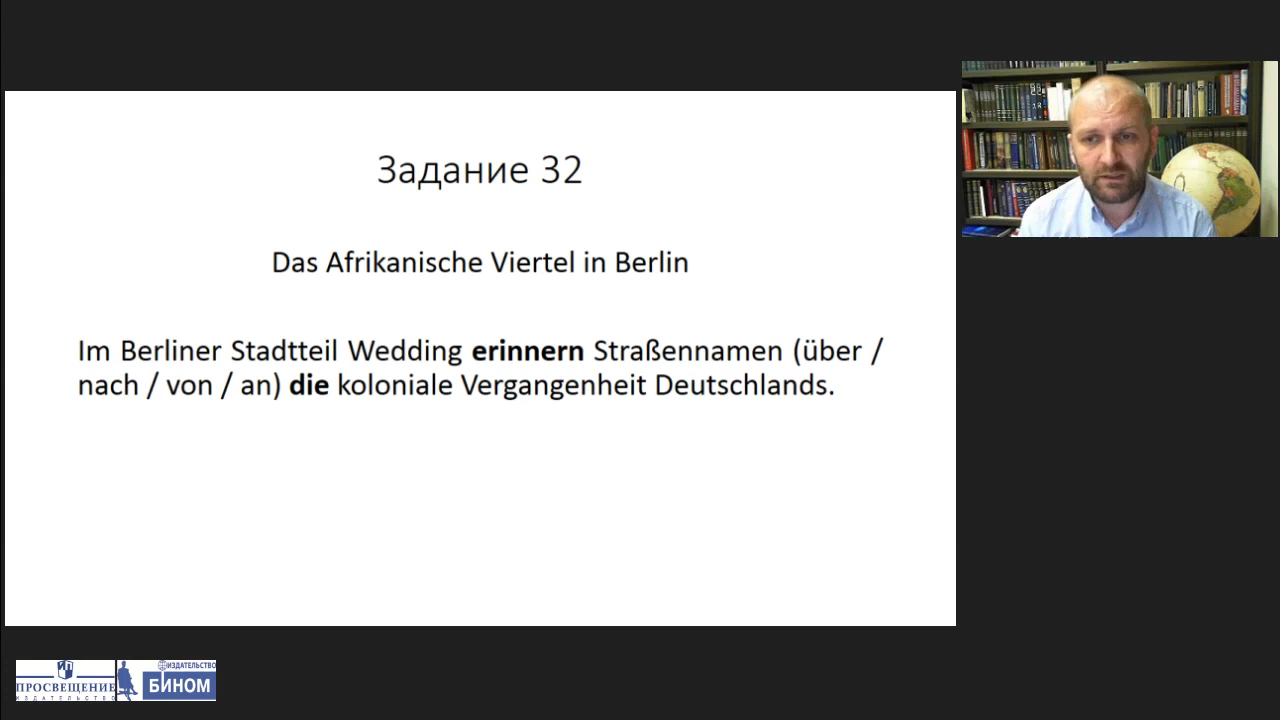 Задание 32
Das Afrikanische Viertel in Berlin
Im Berliner Stadtteil Wedding erinnern Straßennamen (über /
nach / von / an) die koloniale Vergangenheit Deutschlands.
ПРОСВЕЩЕНИЕ
ИЗДАТЕЛЬСТВО
ИЗДАТЕЛЬСТВО
БИНОМ